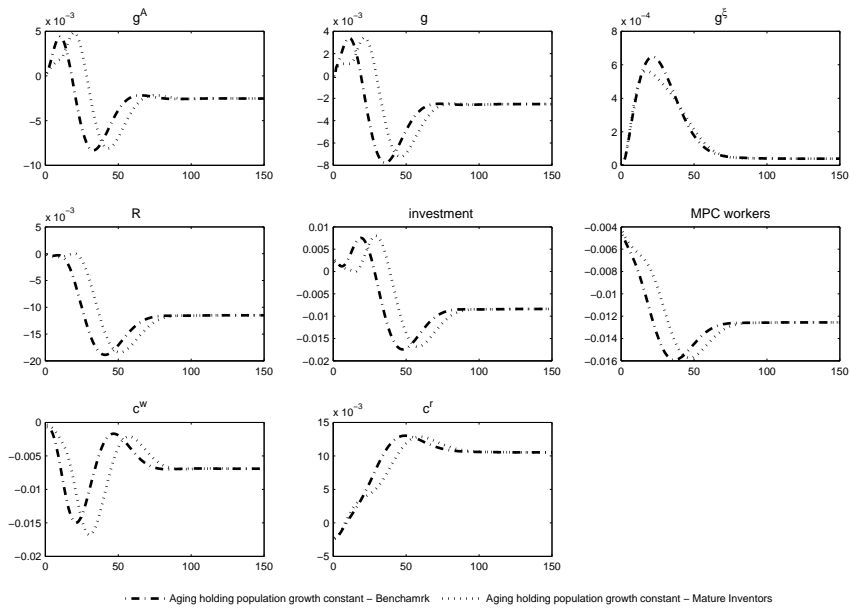 g^A
x 10^-3
5
0
−5
−10
0 50 100 150
g
x 10^-3
4
2
0
−2
−4
−6
−8
0 50 100 150
g^ξ
x 10^-4
8
6
4
2
0
0 50 100 150
R
x 10^-3
5
0
−5
−10
−15
−20
0 50 100 150
investment
0.01
0.005
0
−0.005
−0.01
−0.015
−0.02
0 50 100 150
MPC workers
−0.004
−0.006
−0.008
−0.01
−0.012
−0.014
−0.016
0 50 100 150
c^w
0
−0.005
−0.01
−0.015
−0.02
0 50 100 150
c^r
x 10^-3
15
10
5
0
−5
0 50 100 150
Aging holding population growth constant − Benchamrk Aging holding population growth constant − Mature Inventors